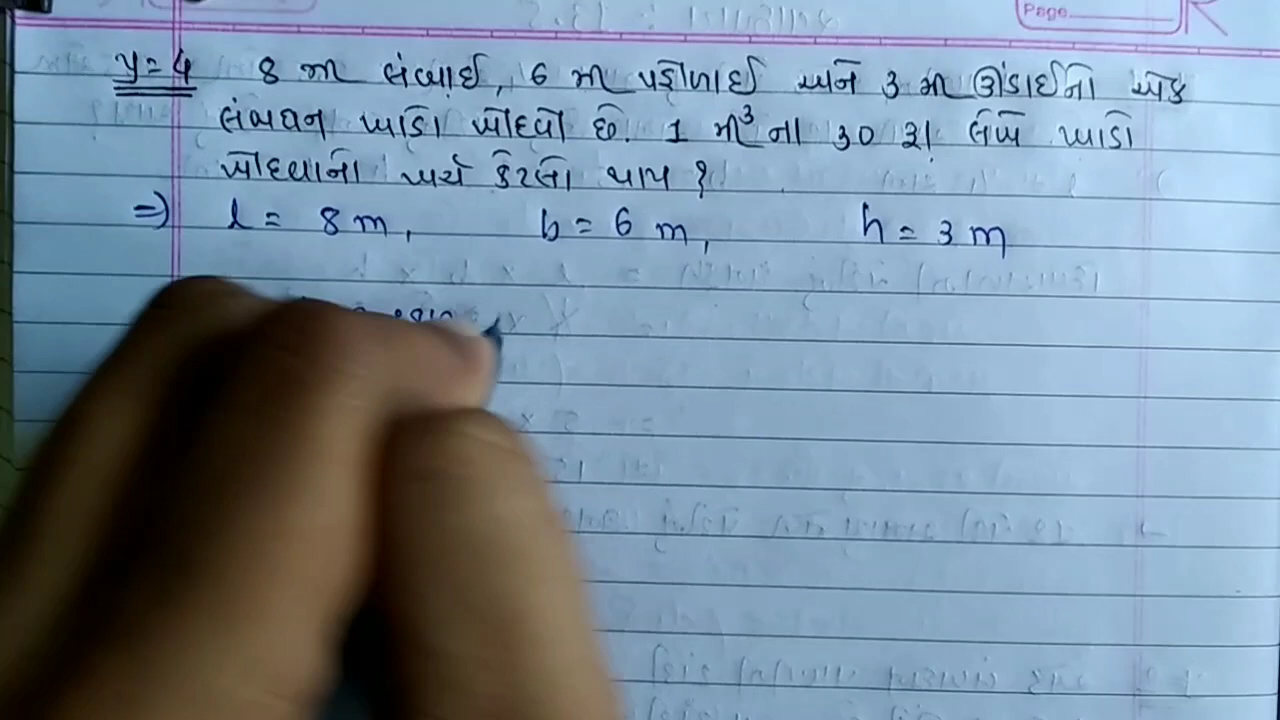 Page
પ્ર=4 8 મી લંબાઈ, 6 મી પહોળાઈ અને 3 મી ઊંડાઈનો એક
લંબઘન ખાડો ખોદવો છે. 1 મી³ ના 30 રૂ. લેખે ખાડો
ખોદવાનો ખર્ચ કેટલો થાય ?
⇒ l = 8 m, b = 6 m, h = 3 m